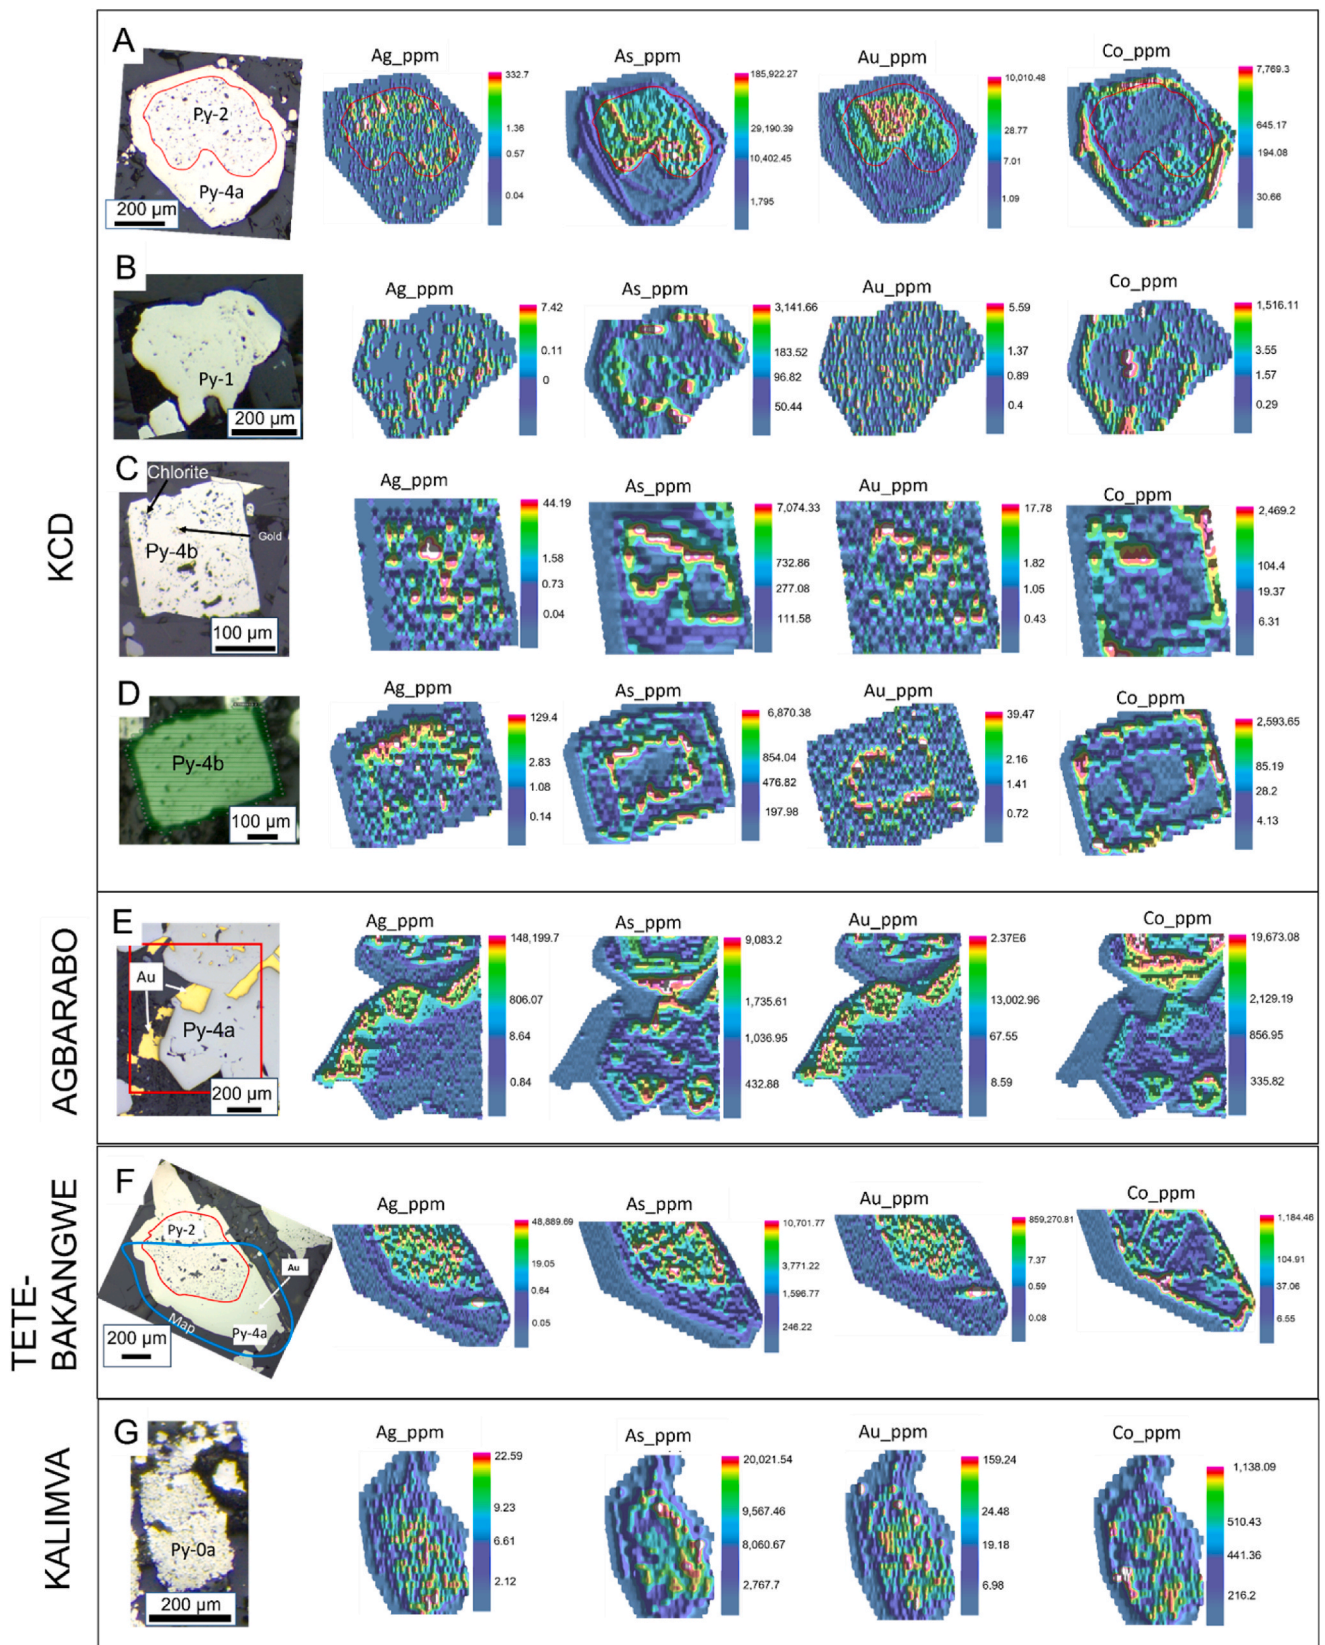 KCD
A
Py-2
Py-4a
200 µm
Ag_ppm
332.7
1.36
0.57
0.04
As_ppm
185,922.27
29,190.39
10,402.45
1,795
Au_ppm
10,010.48
28.77
7.01
1.09
Co_ppm
7,769.3
645.17
194.08
30.66
B
Py-1
200 µm
Ag_ppm
7.42
0.11
0
As_ppm
3,141.66
183.52
96.82
50.44
Au_ppm
5.59
1.37
0.89
0.4
Co_ppm
1,516.11
3.55
1.57
0.29
C
Chlorite
Gold
Py-4b
100 µm
Ag_ppm
44.19
1.58
0.73
0.04
As_ppm
7,074.33
732.86
277.08
111.58
Au_ppm
17.78
1.82
1.05
0.43
Co_ppm
2,469.2
104.4
19.37
6.31
D
Py-4b
100 µm
Ag_ppm
129.4
2.83
1.08
0.14
As_ppm
6,870.38
854.04
476.82
197.98
Au_ppm
39.47
2.16
1.41
0.72
Co_ppm
2,593.65
85.19
28.2
4.13
AGBARABO
E
Au
Py-4a
200 µm
Ag_ppm
148,199.7
806.07
8.64
0.84
As_ppm
9,083.2
1,735.61
1,036.95
432.88
Au_ppm
2.37E6
13,002.96
67.55
8.59
Co_ppm
19,673.08
2,129.19
856.95
335.82
TETE-
BAKANGWE
F
Py-2
Au
Map
Py-4a
200 µm
Ag_ppm
48,889.69
19.05
0.64
0.05
As_ppm
10,701.77
3,771.22
1,596.77
246.22
Au_ppm
859,270.81
7.37
0.59
0.08
Co_ppm
1,184.46
104.91
37.06
6.55
KALIMVA
G
Py-0a
200 µm
Ag_ppm
22.59
9.23
6.61
2.12
As_ppm
20,021.54
9,567.46
8,060.67
2,767.7
Au_ppm
159.24
24.48
19.18
6.98
Co_ppm
1,138.09
510.43
441.36
216.2